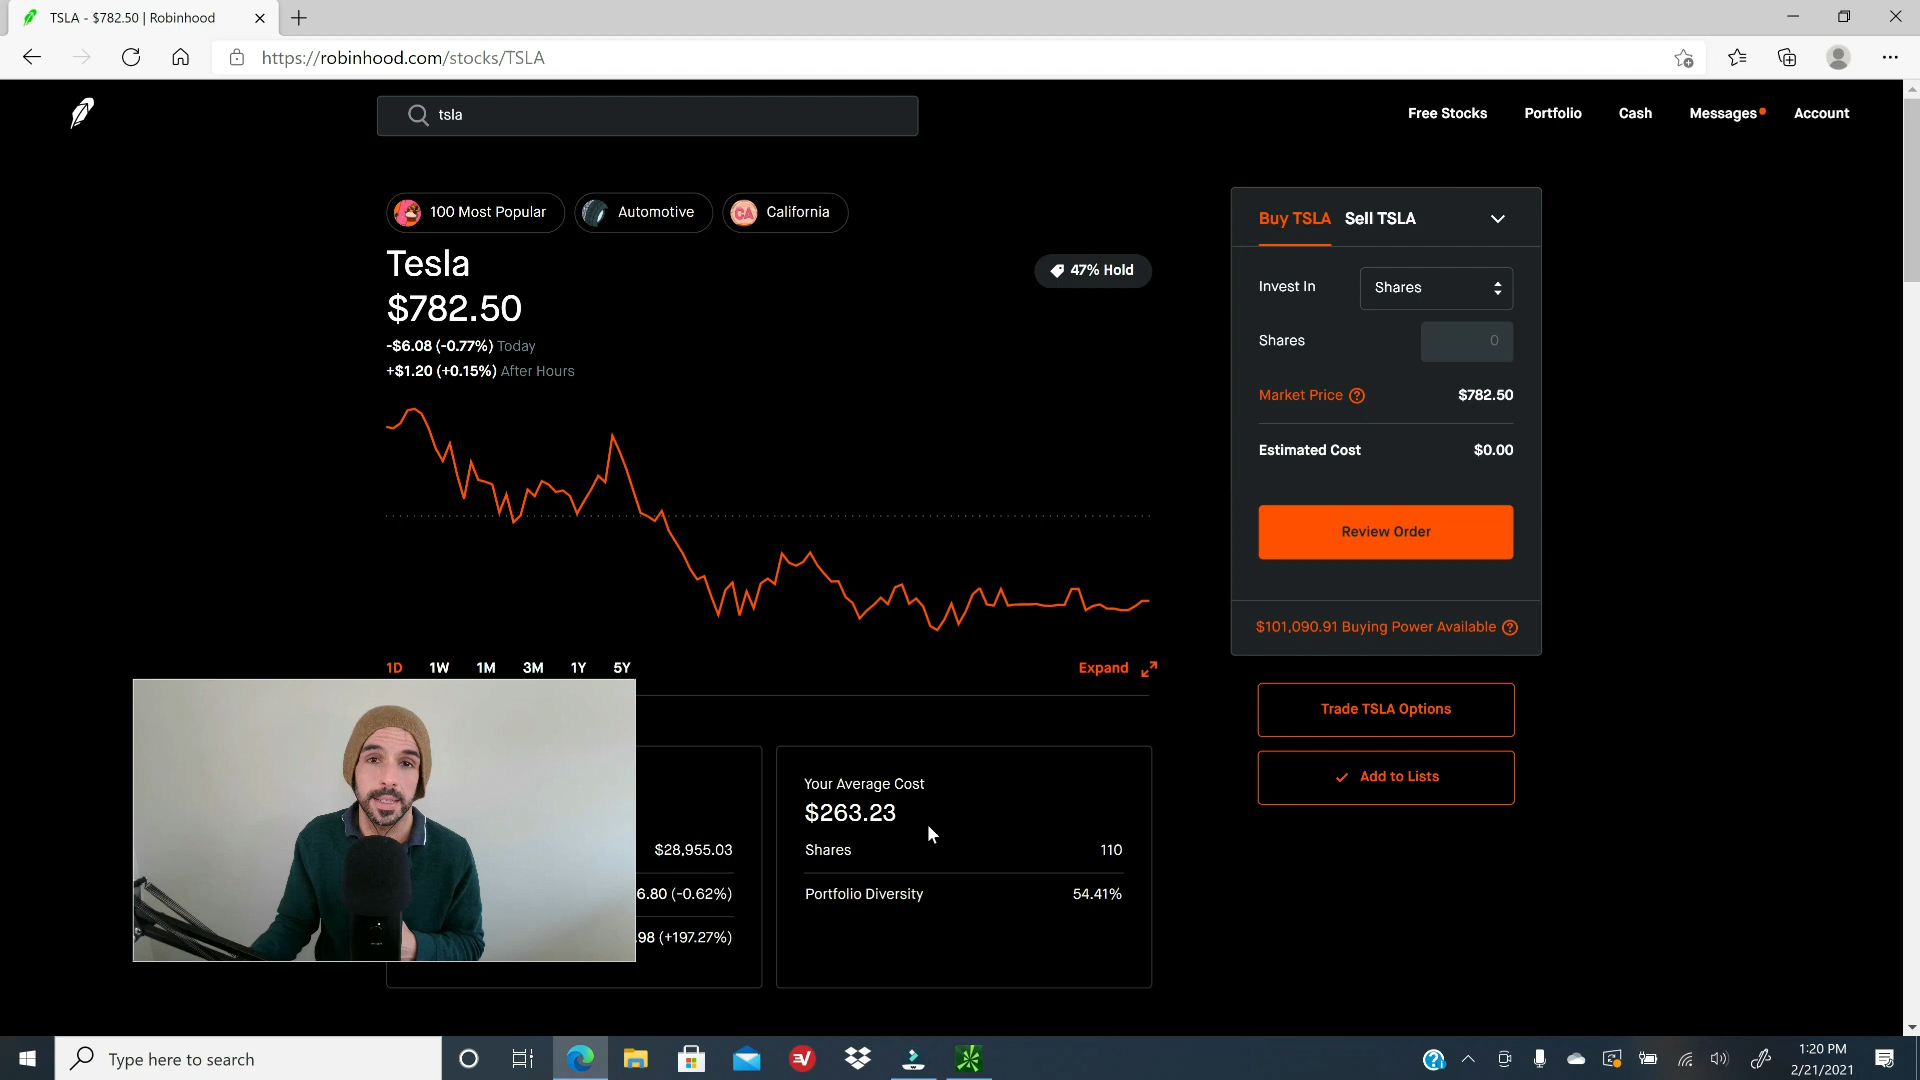 TSLA - $782.50 | Robinhood
https://robinhood.com/stocks/TSLA
tsla
Free Stocks Portfolio Cash Messages Account
100 Most Popular Automotive CA California
Tesla
$782.50
-$6.08 (-0.77%) Today
+$1.20 (+0.15%) After Hours
47% Hold
1D 1W 1M 3M 1Y 5Y
Expand
Buy TSLA Sell TSLA
Invest In Shares
Shares 0
Market Price ? $782.50
Estimated Cost $0.00
Review Order
$101,090.91 Buying Power Available ?
Trade TSLA Options
Add to Lists
$28,955.03
6.80 (-0.62%)
.98 (+197.27%)
Your Average Cost
$263.23
Shares 110
Portfolio Diversity 54.41%
Type here to search
1:20 PM
2/21/2021